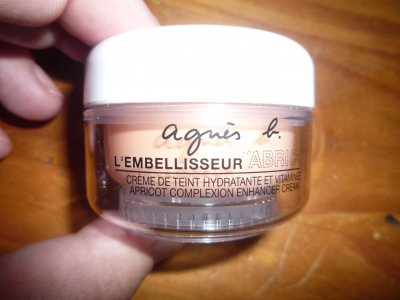 agnès b.
L'EMBELLISSEUR 'ABRICOT'
CRÈME DE TEINT HYDRATANTE ET VITAMINÉE
APRICOT COMPLEXION ENHANCER CREAM